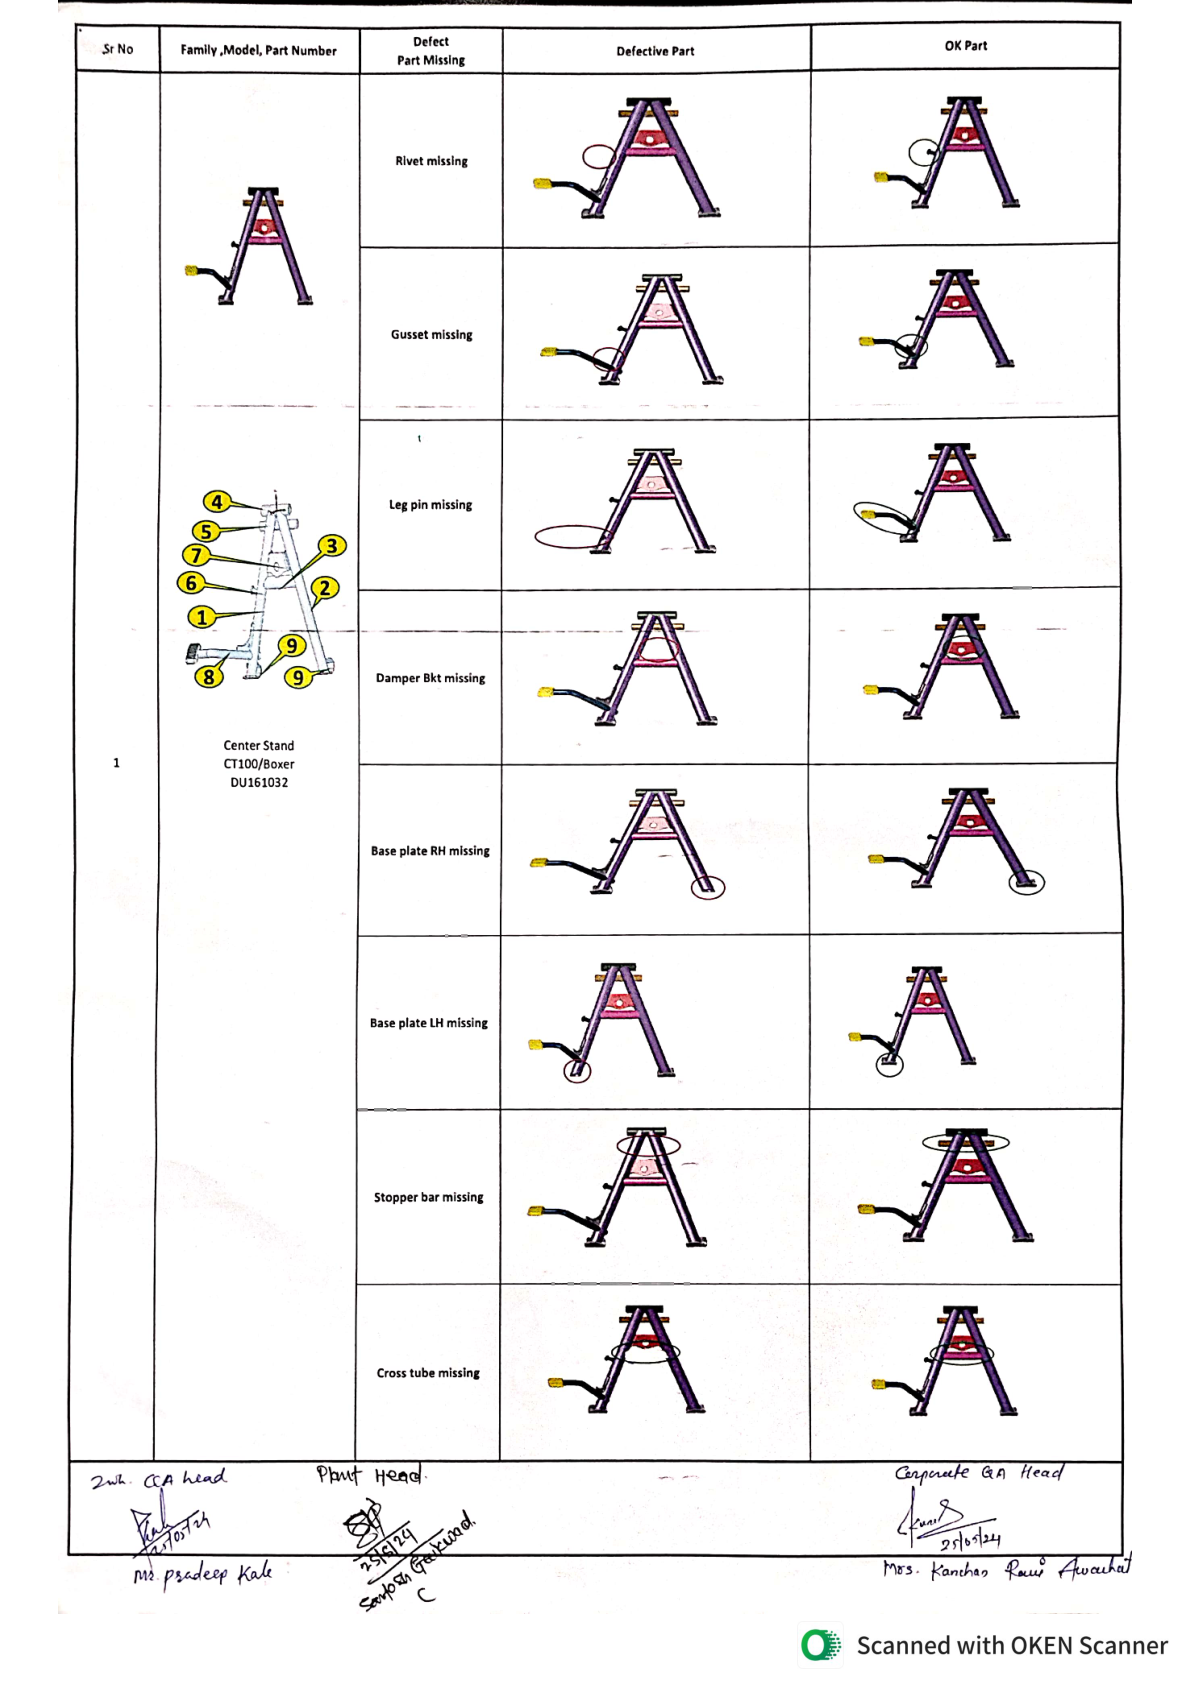 Sr No
Family ,Model, Part Number
Defect
Part Missing
Defective Part
OK Part
Rivet missing
Gusset missing
Leg pin missing
4
5
7
3
6
2
1
9
8
9
Damper Bkt missing
1
Center Stand
CT100/Boxer
DU161032
Base plate RH missing
Base plate LH missing
Stopper bar missing
Cross tube missing
2wh. CCA head
Plant Head.
Corporate QA Head
25/05/24
25/5/24
25/05/24
Mr. pradeep Kale
Santosh Gaikwad.
Mrs. Kanchan Ravi Awachat
Scanned with OKEN Scanner